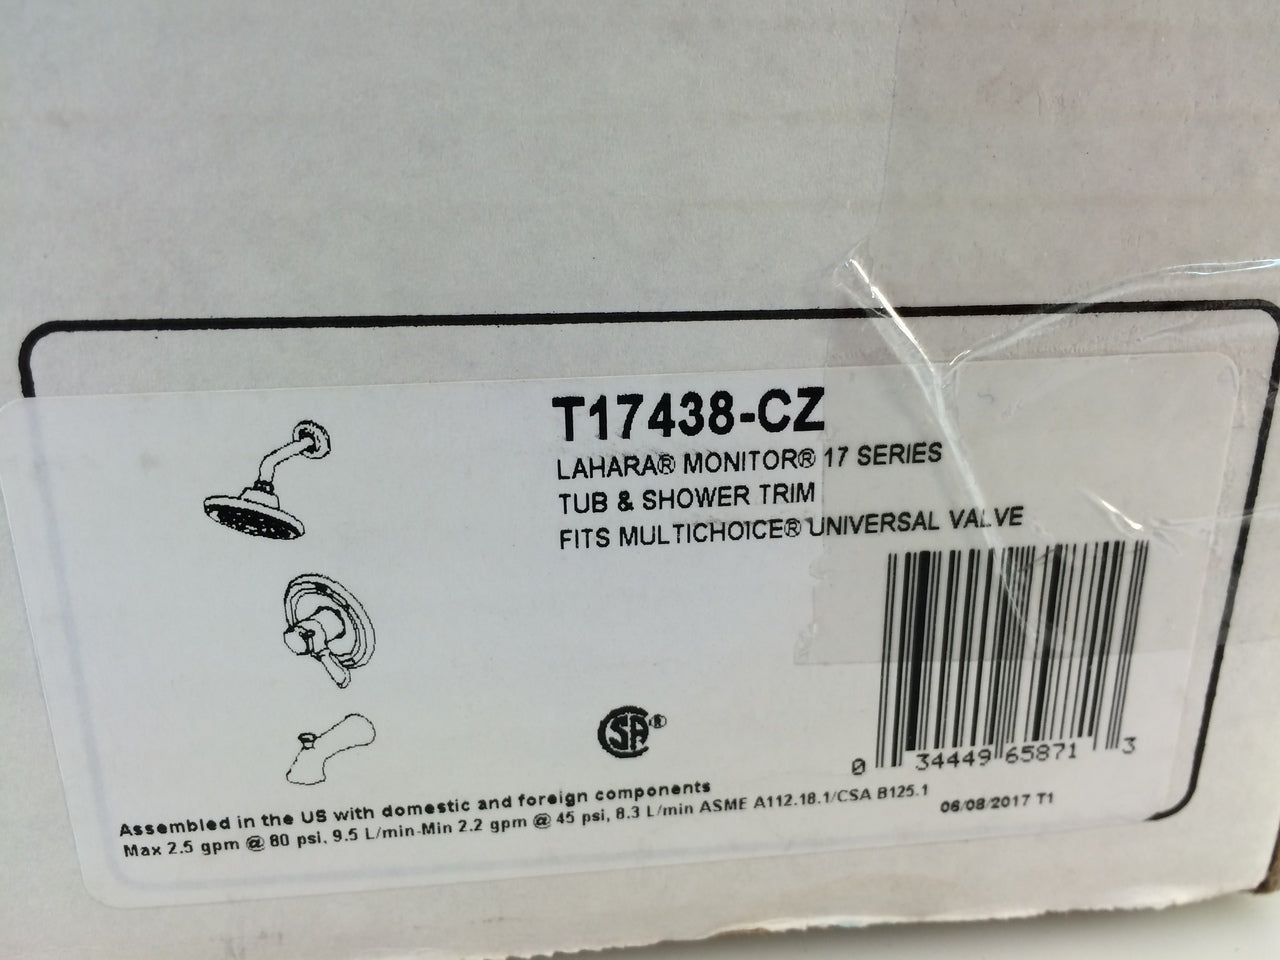 T17438-CZ
LAHARA® MONITOR® 17 SERIES
TUB & SHOWER TRIM
FITS MULTICHOICE® UNIVERSAL VALVE
CSA®
0 34449 65871 3
Assembled in the US with domestic and foreign components
Max 2.5 gpm @ 80 psi, 9.5 L/min-Min 2.2 gpm @ 45 psi, 8.3 L/min ASME A112.18.1/CSA B125.1
06/08/2017 T1